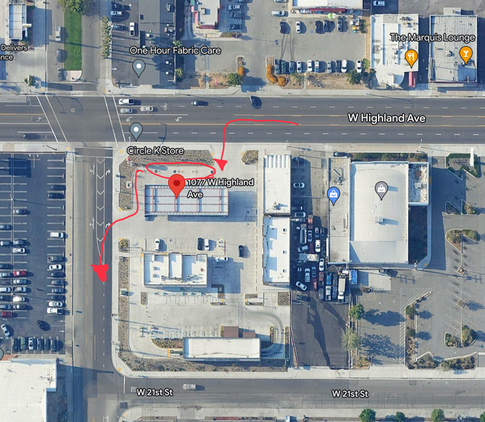 The Marquis Lounge
One Hour Fabric Care
Delivers
nce
W Highland Ave
Circle K Store
1077 W Highland
Ave
W 21st St
W 21st St